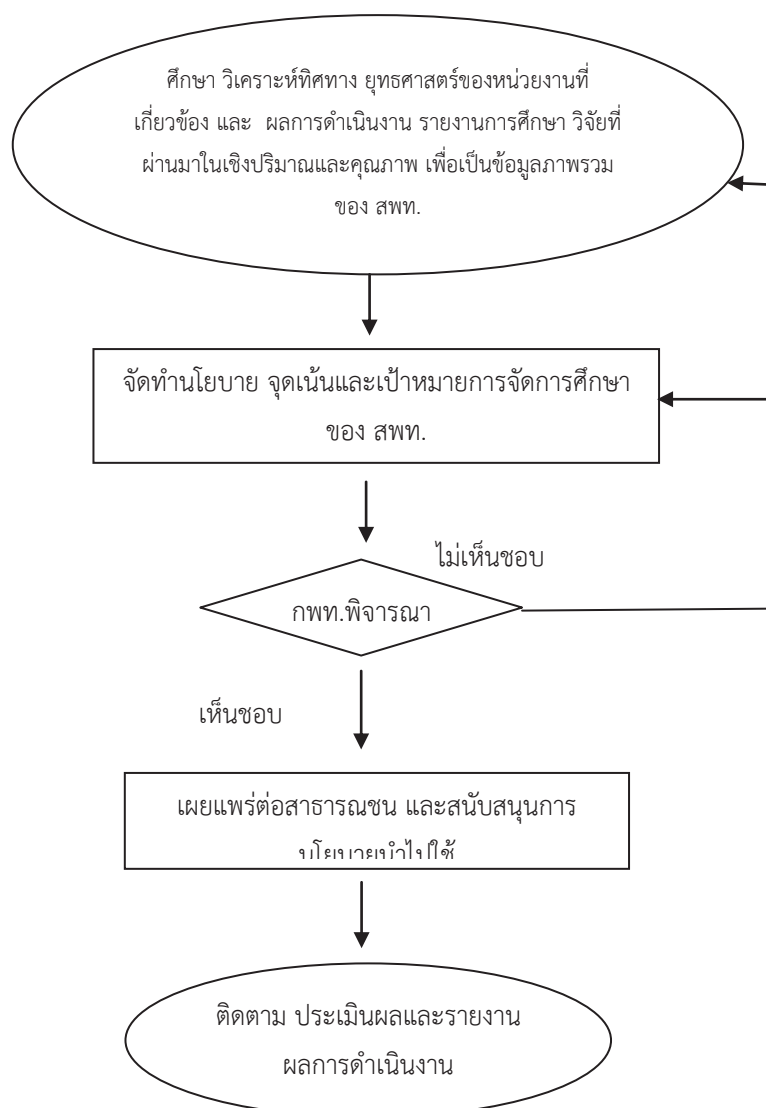 ศึกษา วิเคราะห์ทิศทาง ยุทธศาสตร์ของหน่วยงานที่
เกี่ยวข้อง และ ผลการดำเนินงาน รายงานการศึกษา วิจัยที่
ผ่านมาในเชิงปริมาณและคุณภาพ เพื่อเป็นข้อมูลภาพรวม
ของ สพท.
จัดทำนโยบาย จุดเน้นและเป้าหมายการจัดการศึกษา
ของ สพท.
ไม่เห็นชอบ
กพท.พิจารณา
เห็นชอบ
เผยแพร่ต่อสาธารณชน และสนับสนุนการ
นโยบายนำไปใช้
ติดตาม ประเมินผลและรายงาน
ผลการดำเนินงาน